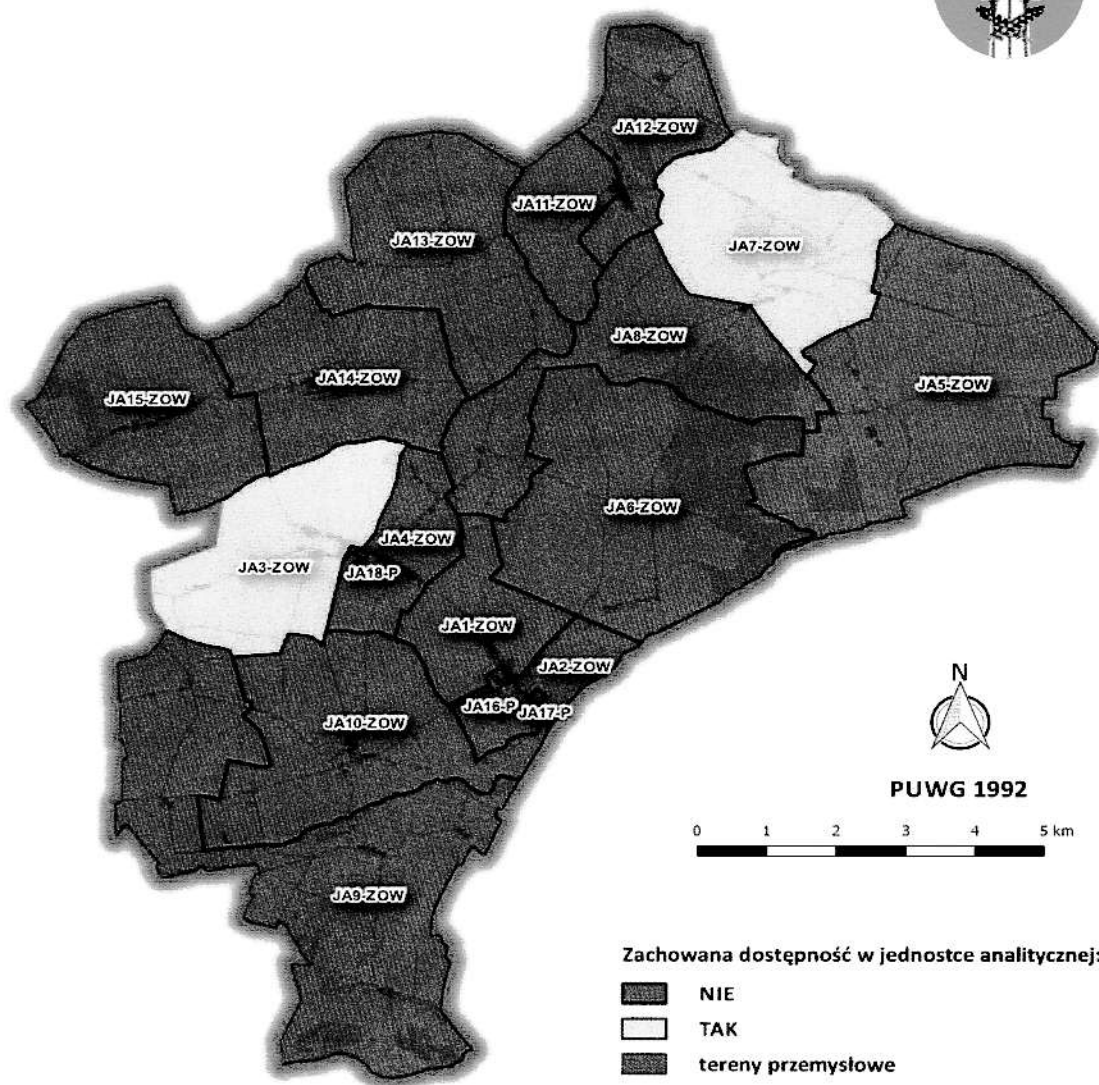 JA12-ZOW
JA11-ZOW
JA13-ZOW
JA7-ZOW
JA8-ZOW
JA14-ZOW
JA5-ZOW
JA15-ZOW
JA6-ZOW
JA4-ZOW
JA3-ZOW
JA18-P
JA1-ZOW
JA2-ZOW
JA16-P
JA17-P
JA10-ZOW
JA9-ZOW
N
PUWG 1992
0 1 2 3 4 5 km
Zachowana dostępność w jednostce analitycznej:
NIE
TAK
tereny przemysłowe